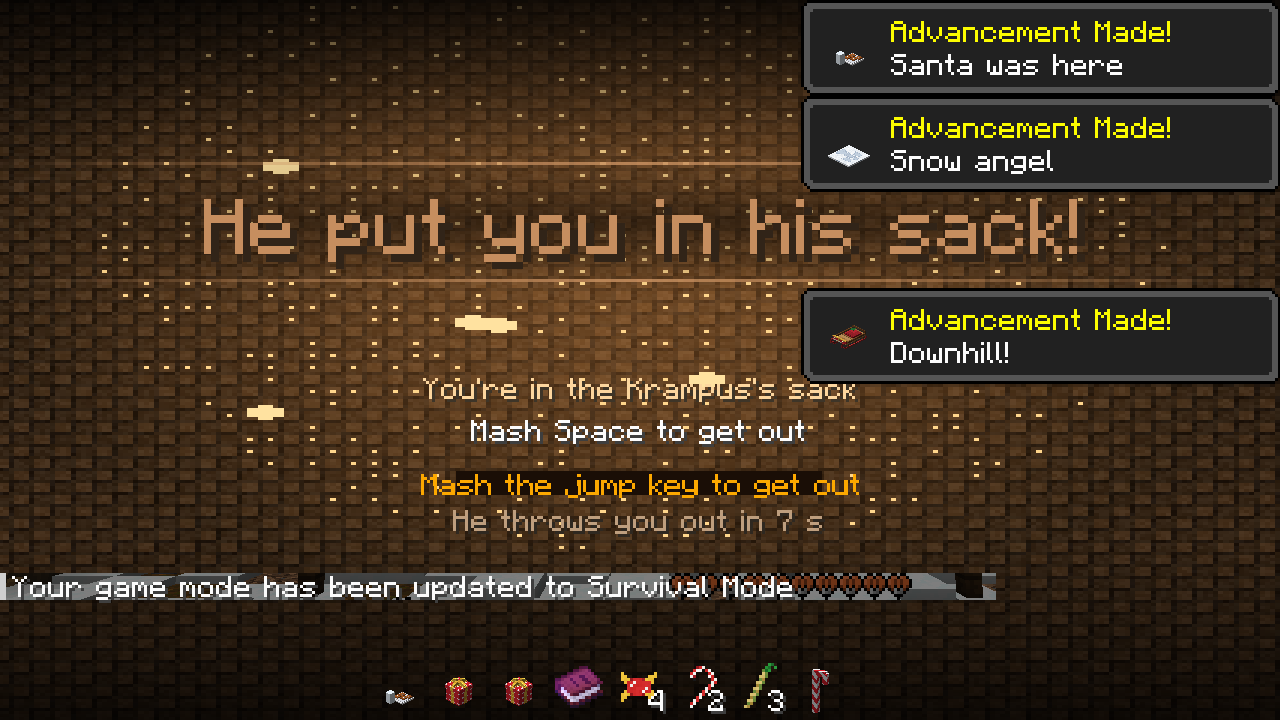 Advancement Made!
Santa was here
Advancement Made!
Snow angel
He put you in his sack!
Advancement Made!
Downhill!
You're in the Krampus's sack
Mash Space to get out
Mash the jump key to get out
He throws you out in 7 s
Your game mode has been updated to Survival Mode
4
2
3